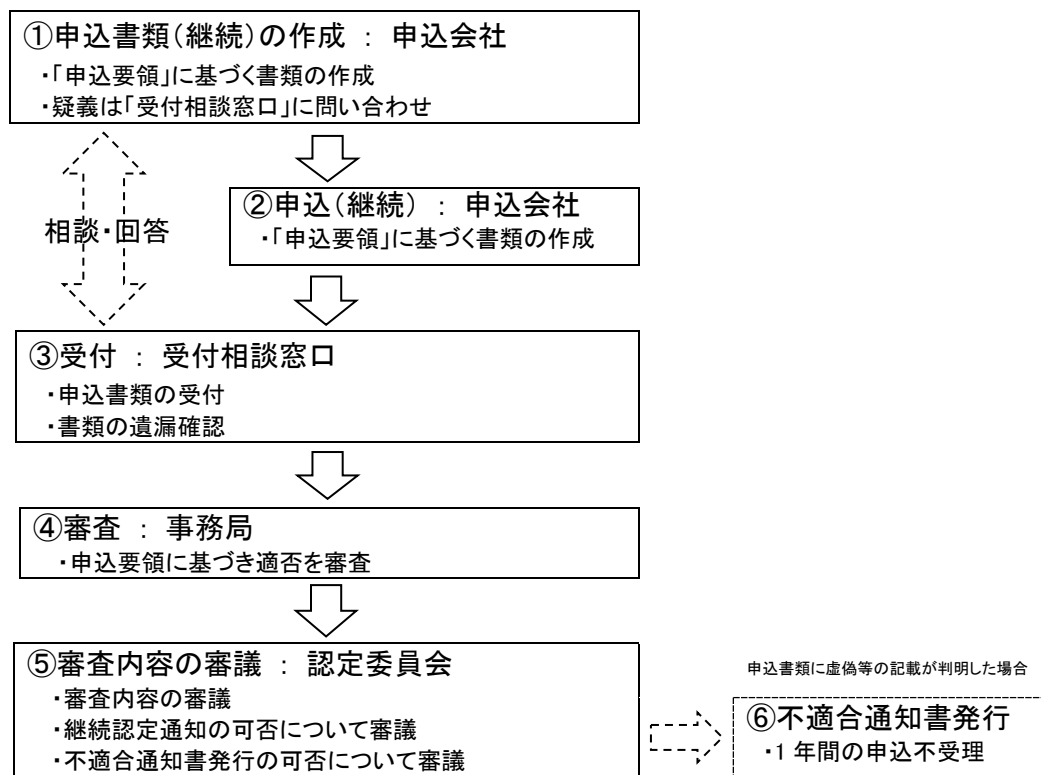 ①申込書類(継続)の作成 : 申込会社
・「申込要領」に基づく書類の作成
・疑義は「受付相談窓口」に問い合わせ
相談・回答
②申込(継続) : 申込会社
・「申込要領」に基づく書類の作成
③受付 : 受付相談窓口
・申込書類の受付
・書類の遺漏確認
④審査 : 事務局
・申込要領に基づき適否を審査
⑤審査内容の審議 : 認定委員会
・審査内容の審議
・継続認定通知の可否について審議
・不適合通知書発行の可否について審議
申込書類に虚偽等の記載が判明した場合
⑥不適合通知書発行
・1 年間の申込不受理